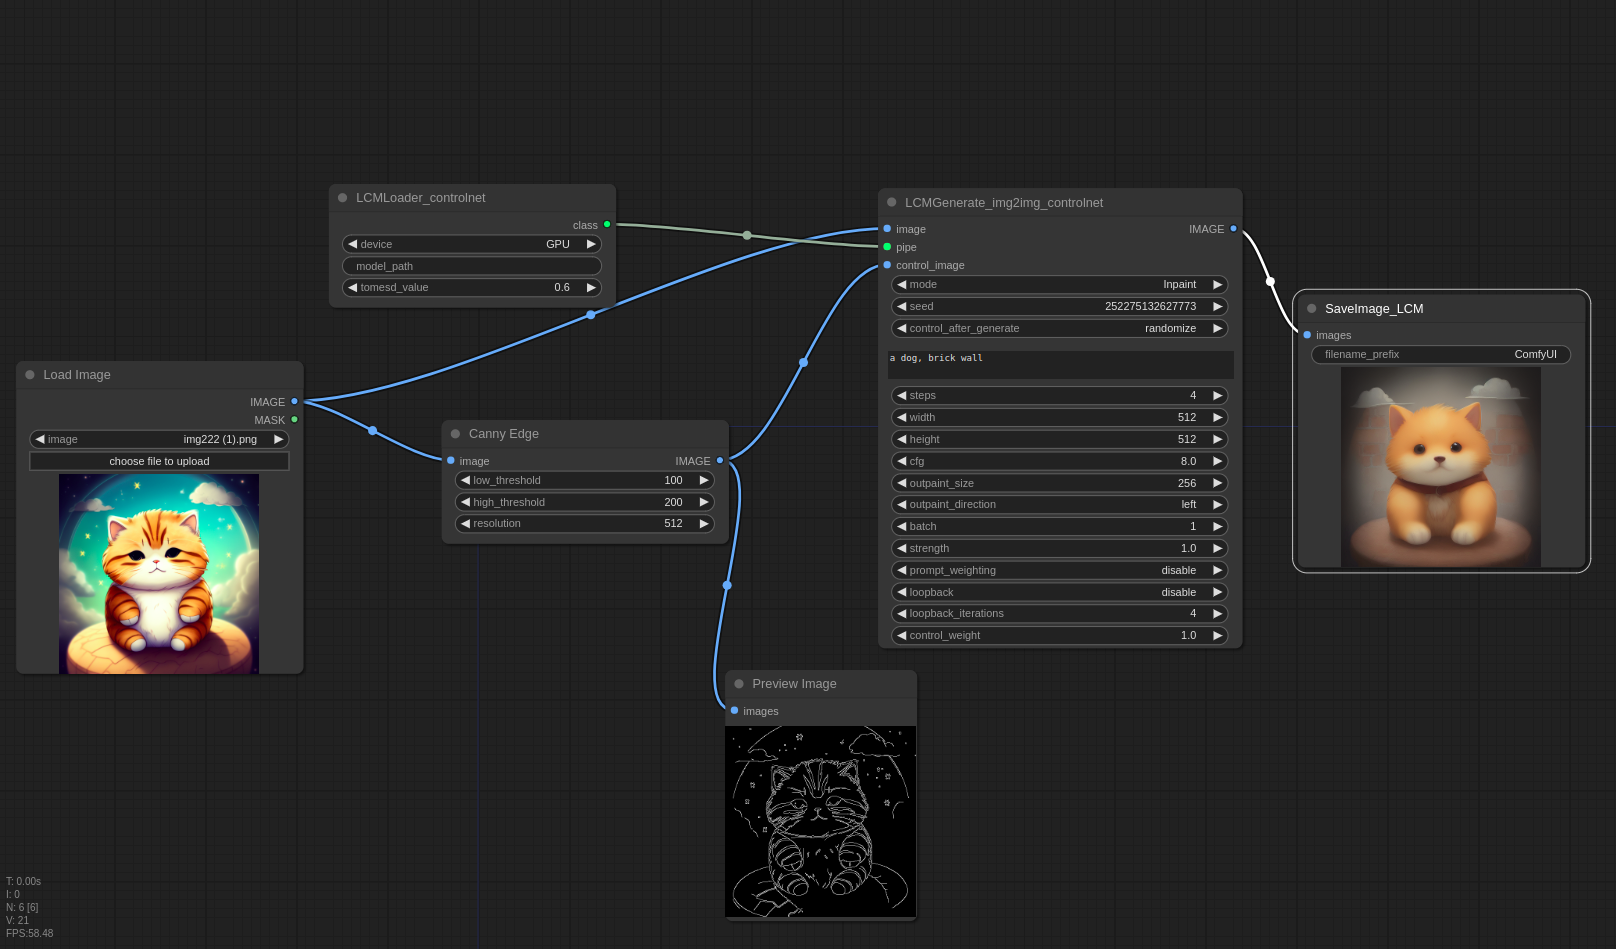 LCMLoader_controlnet
class
device GPU
model_path
tomesd_value 0.6
Load Image
IMAGE
MASK
image img222 (1).png
choose file to upload
Canny Edge
image IMAGE
low_threshold 100
high_threshold 200
resolution 512
LCMGenerate_img2img_controlnet
image IMAGE
pipe
control_image
mode Inpaint
seed 252275132627773
control_after_generate randomize
a dog, brick wall
steps 4
width 512
height 512
cfg 8.0
outpaint_size 256
outpaint_direction left
batch 1
strength 1.0
prompt_weighting disable
loopback disable
loopback_iterations 4
control_weight 1.0
SaveImage_LCM
images
filename_prefix ComfyUI
Preview Image
images
T: 0.00s
I: 0
N: 6 [6]
V: 21
FPS:58.48